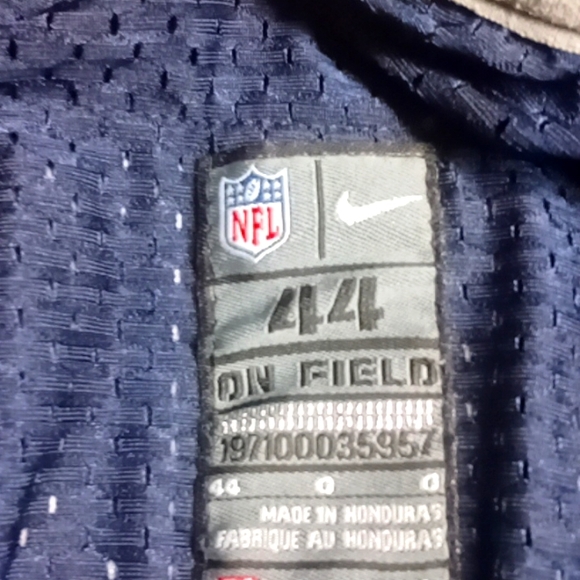 NFL
44
ON FIELD
197100035957
44 0 0
MADE IN HONDURAS
FABRIQUE AU HONDURAS